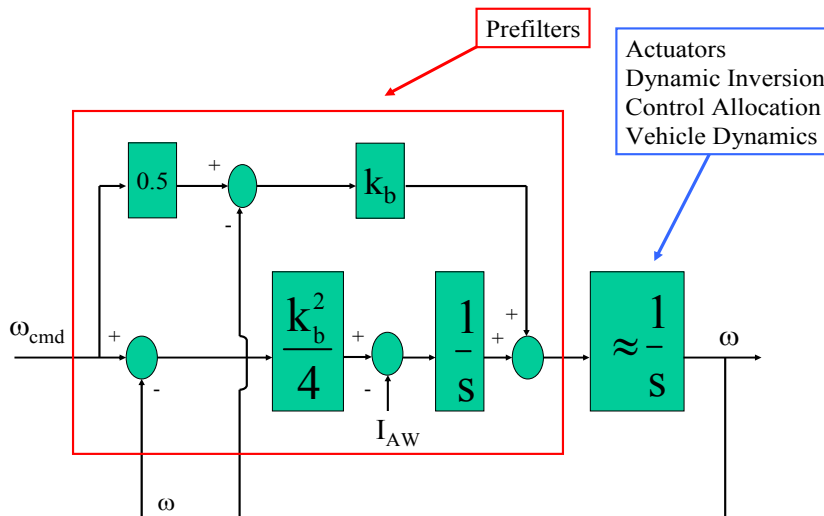 Prefilters
Actuators
Dynamic Inversion
Control Allocation
Vehicle Dynamics
0.5
+
-
k_b
ω_cmd
+
-
k_b^2
4
+
-
I_AW
1
s
+
+
≈ 1
s
ω
ω